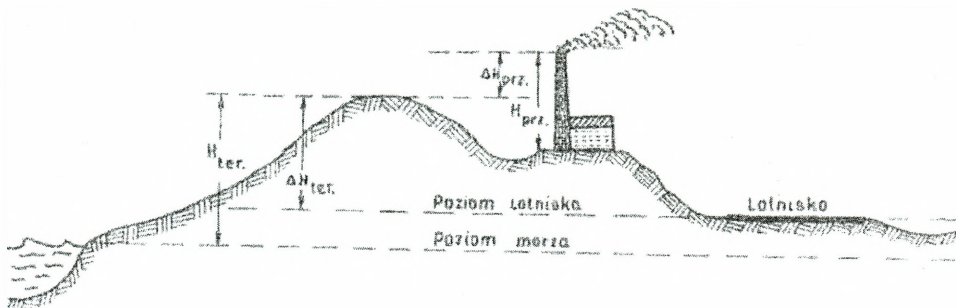 ΔH prz.
H prz.
H ter.
ΔH ter.
Poziom lotniska
Lotnisko
Poziom morza